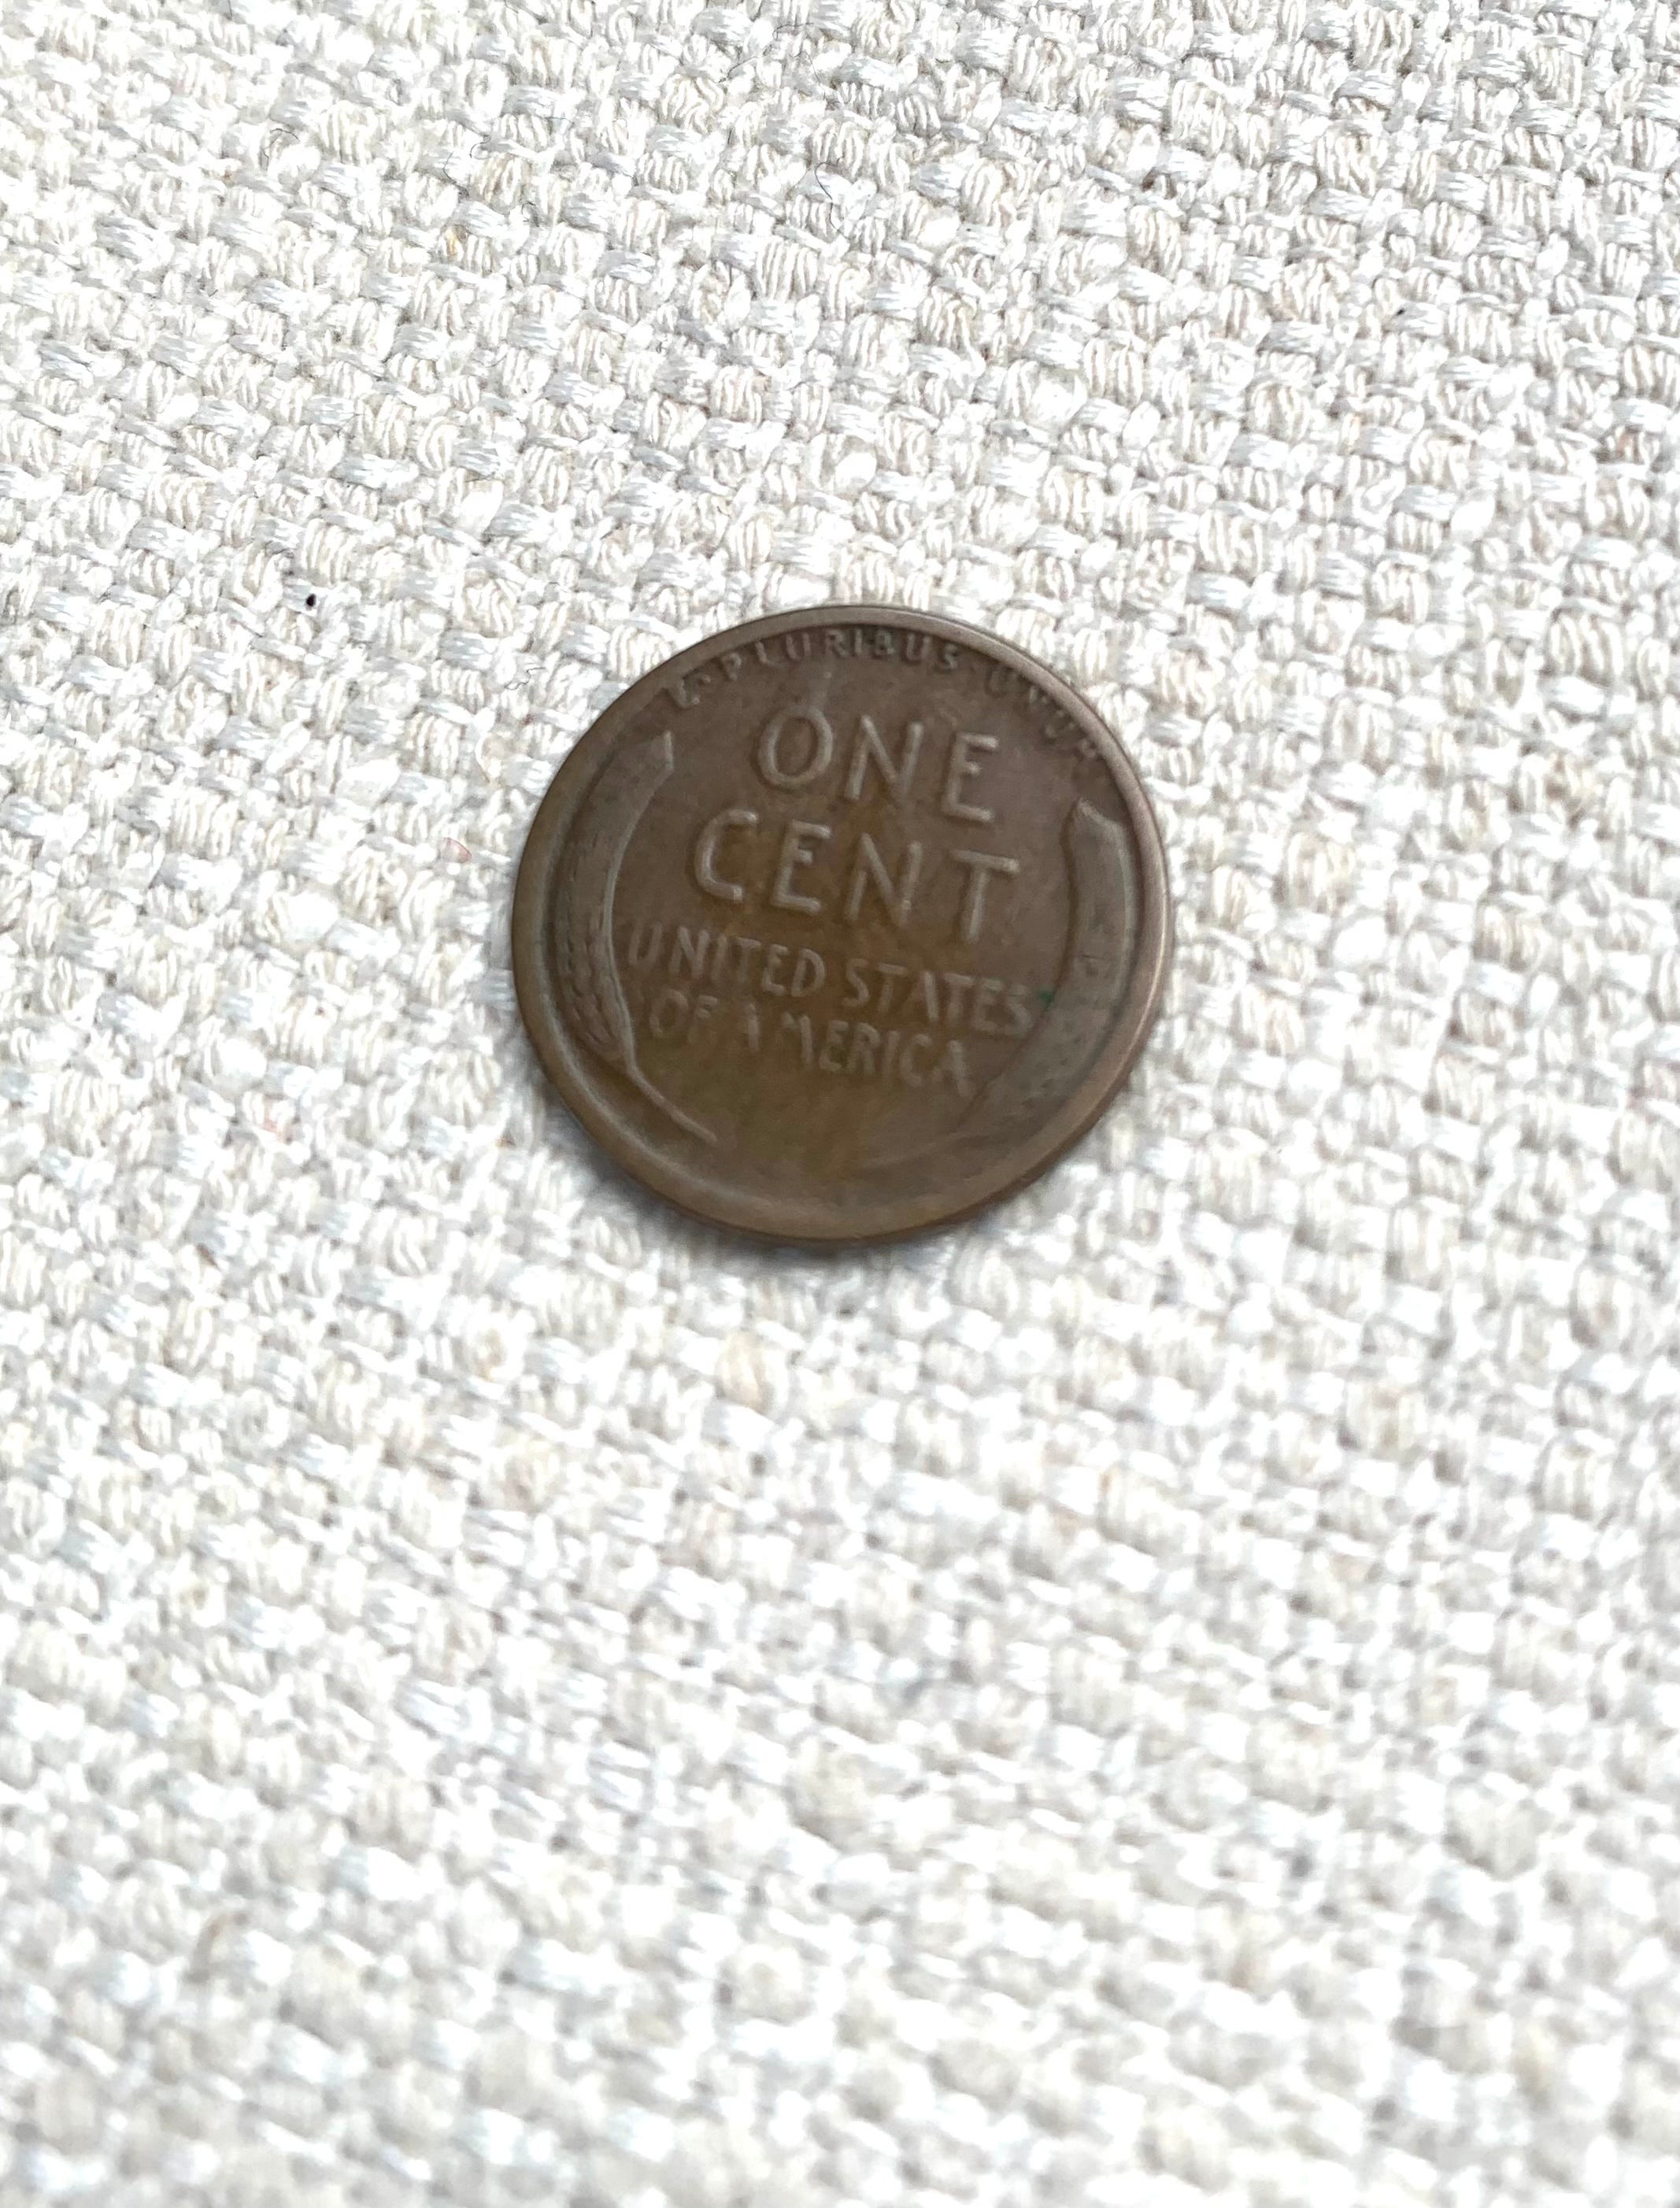 E·PLURIBUS·UNUM
ONE
CENT
UNITED STATES
OF AMERICA